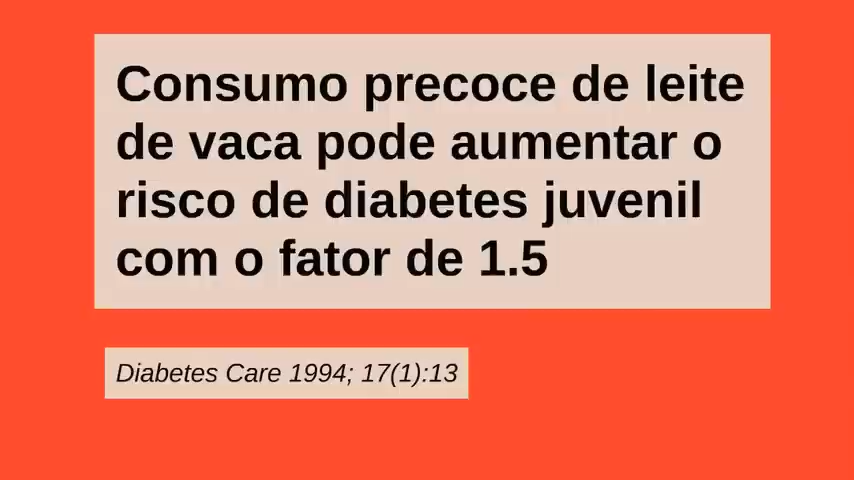 Consumo precoce de leite
de vaca pode aumentar o
risco de diabetes juvenil
com o fator de 1.5
Diabetes Care 1994; 17(1):13